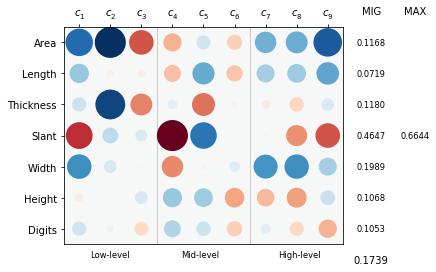 c1 c2 c3 c4 c5 c6 c7 c8 c9 MIG MAX
Area 0.1168
Length 0.0719
Thickness 0.1180
Slant 0.4647 0.6644
Width 0.1989
Height 0.1068
Digits 0.1053
Low-level Mid-level High-level
0.1739